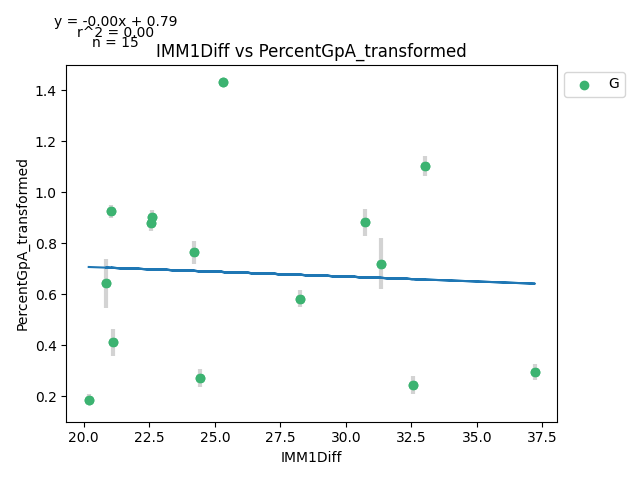 y = -0.00x + 0.79
r^2 = 0.00
n = 15
IMM1Diff vs PercentGpA_transformed
G
PercentGpA_transformed
1.4
1.2
1.0
0.8
0.6
0.4
0.2
20.0 22.5 25.0 27.5 30.0 32.5 35.0 37.5
IMM1Diff